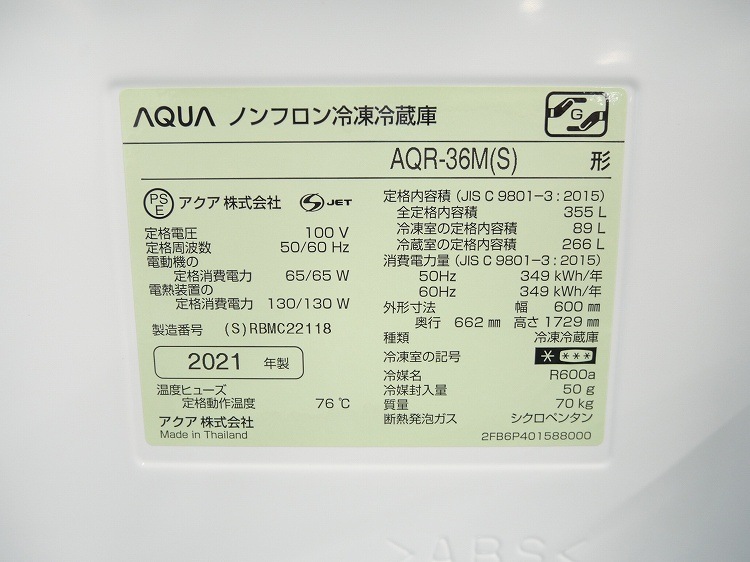 AQUA ノンフロン冷凍冷蔵庫
G
AQR-36M(S) 形
PS E アクア 株式会社 S JET
定格電圧 100 V
定格周波数 50/60 Hz
電動機の
定格消費電力 65/65 W
電熱装置の
定格消費電力 130/130 W
製造番号 (S)RBMC22118
2021 年製
温度ヒューズ
定格動作温度 76℃
アクア 株式会社
Made in Thailand
定格内容積 (JIS C 9801-3 : 2015)
全定格内容積 355 L
冷凍室の定格内容積 89 L
冷蔵室の定格内容積 266 L
消費電力量 (JIS C 9801-3 : 2015)
50Hz 349 kWh/年
60Hz 349 kWh/年
外形寸法 幅 600 mm
奥行 662 mm 高さ 1729 mm
種類 冷凍冷蔵庫
冷凍室の記号 * ***
冷媒名 R600a
冷媒封入量 50 g
質量 70 kg
断熱発泡ガス シクロペンタン
2FB6P401588000
>ABS<